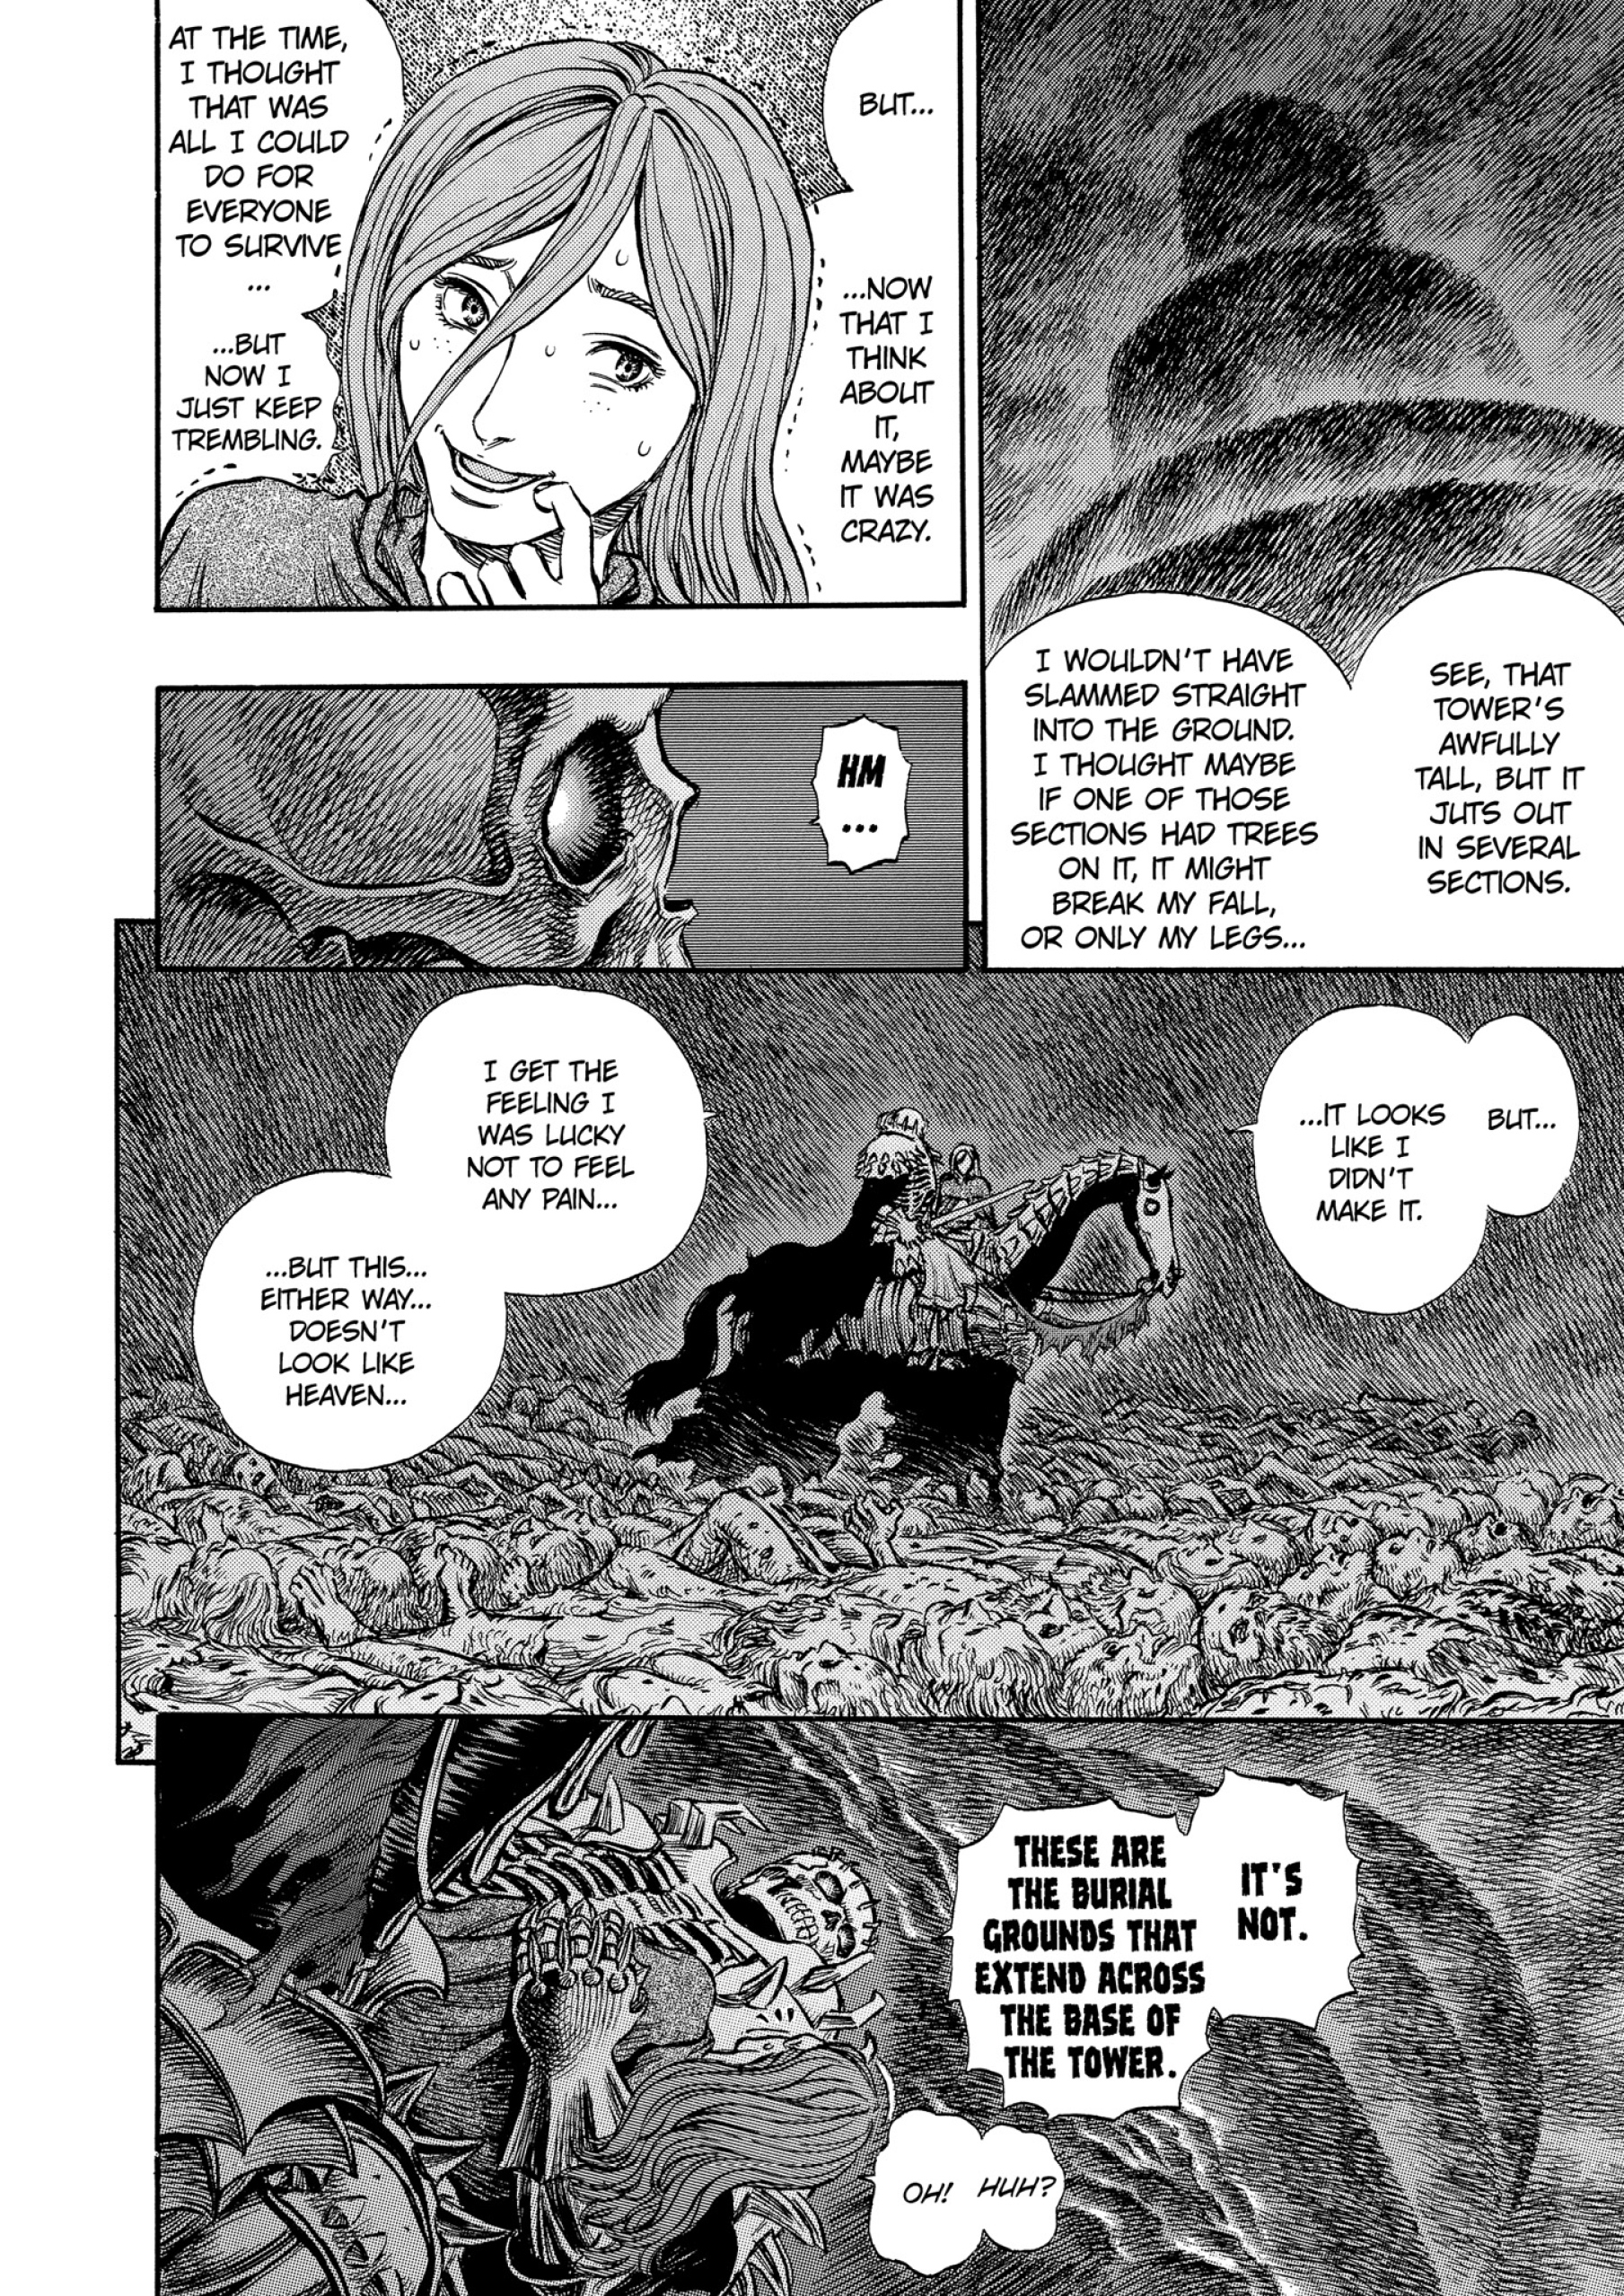 SEE, THAT
TOWER'S
AWFULLY
TALL, BUT IT
JUTS OUT
IN SEVERAL
SECTIONS.
I WOULDN'T HAVE
SLAMMED STRAIGHT
INTO THE GROUND.
I THOUGHT MAYBE
IF ONE OF THOSE
SECTIONS HAD TREES
ON IT, IT MIGHT
BREAK MY FALL,
OR ONLY MY LEGS...
BUT...
...NOW
THAT I
THINK
ABOUT
IT,
MAYBE
IT WAS
CRAZY.
AT THE TIME,
I THOUGHT
THAT WAS
ALL I COULD
DO FOR
EVERYONE
TO SURVIVE
...
...BUT
NOW I
JUST KEEP
TREMBLING.
HM
...
BUT...
...IT LOOKS
LIKE I
DIDN'T
MAKE IT.
I GET THE
FEELING I
WAS LUCKY
NOT TO FEEL
ANY PAIN...
...BUT THIS...
EITHER WAY...
DOESN'T
LOOK LIKE
HEAVEN...
IT'S
NOT.
THESE ARE
THE BURIAL
GROUNDS THAT
EXTEND ACROSS
THE BASE OF
THE TOWER.
HUH?
OH!